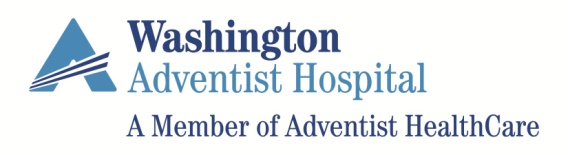 Washington
Adventist Hospital
A Member of Adventist HealthCare